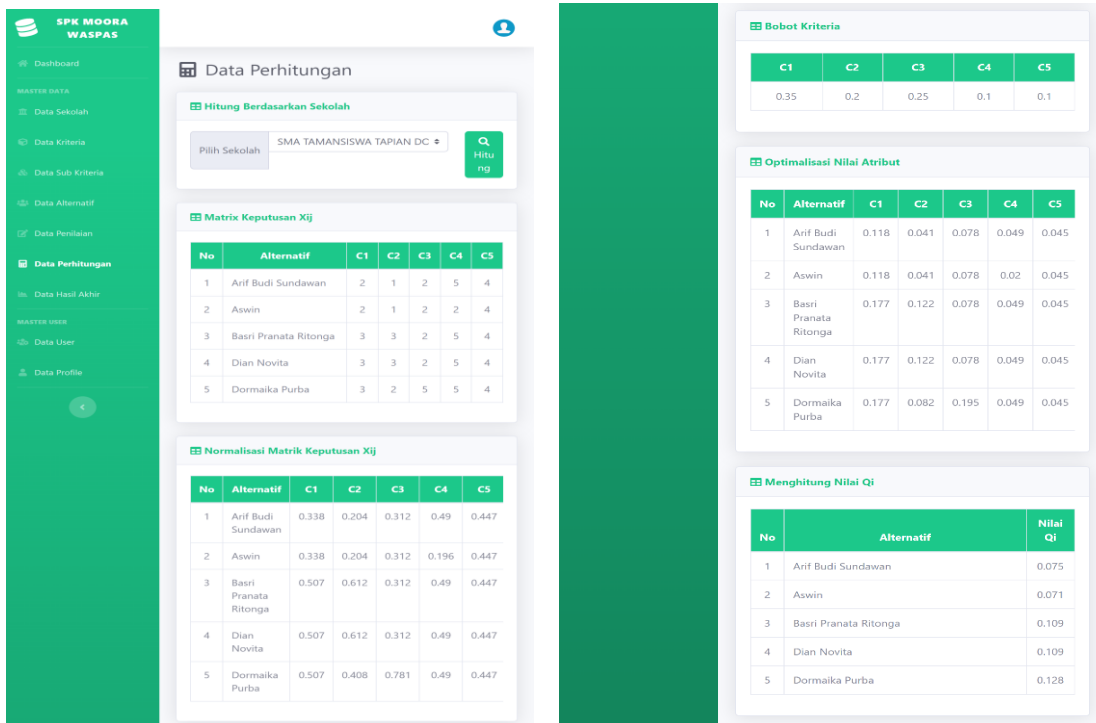 SPK MOORA
WASPAS
Dashboard
MASTER DATA
Data Sekolah
Data Kriteria
Data Sub Kriteria
Data Alternatif
Data Penilaian
Data Perhitungan
Data Hasil Akhir
MASTER USER
Data User
Data Profile
Data Perhitungan
Hitung Berdasarkan Sekolah
Pilih Sekolah SMA TAMANSISWA TAPIAN DC
Hitu
ng
Matrix Keputusan Xij
No Alternatif C1 C2 C3 C4 C5
1 Arif Budi Sundawan 2 1 2 5 4
2 Aswin 2 1 2 2 4
3 Basri Pranata Ritonga 3 3 2 5 4
4 Dian Novita 3 3 2 5 4
5 Dormaika Purba 3 2 5 5 4
Normalisasi Matrik Keputusan Xij
No Alternatif C1 C2 C3 C4 C5
1 Arif Budi 0.338 0.204 0.312 0.49 0.447
Sundawan
2 Aswin 0.338 0.204 0.312 0.196 0.447
3 Basri 0.507 0.612 0.312 0.49 0.447
Pranata
Ritonga
4 Dian 0.507 0.612 0.312 0.49 0.447
Novita
5 Dormaika 0.507 0.408 0.781 0.49 0.447
Purba
Bobot Kriteria
C1 C2 C3 C4 C5
0.35 0.2 0.25 0.1 0.1
Optimalisasi Nilai Atribut
No Alternatif C1 C2 C3 C4 C5
1 Arif Budi 0.118 0.041 0.078 0.049 0.045
Sundawan
2 Aswin 0.118 0.041 0.078 0.02 0.045
3 Basri 0.177 0.122 0.078 0.049 0.045
Pranata
Ritonga
4 Dian 0.177 0.122 0.078 0.049 0.045
Novita
5 Dormaika 0.177 0.082 0.195 0.049 0.045
Purba
Menghitung Nilai Qi
No Alternatif Nilai
Qi
1 Arif Budi Sundawan 0.075
2 Aswin 0.071
3 Basri Pranata Ritonga 0.109
4 Dian Novita 0.109
5 Dormaika Purba 0.128